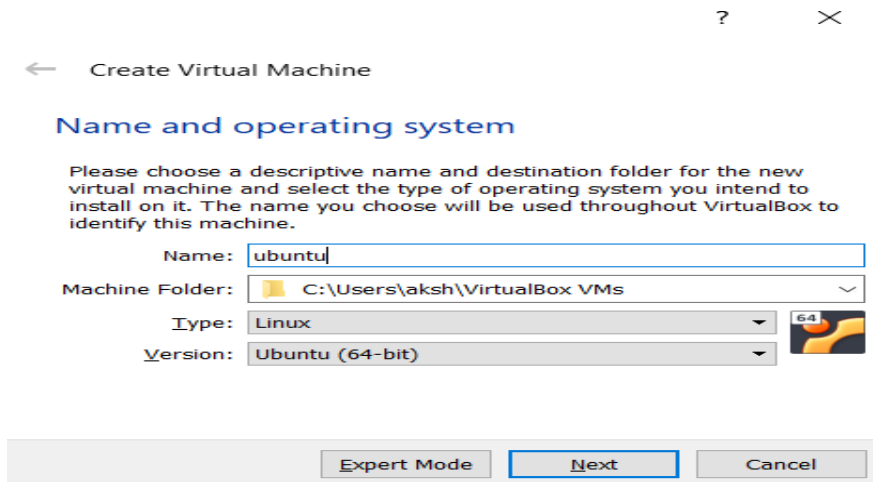 ?
Create Virtual Machine
Name and operating system
Please choose a descriptive name and destination folder for the new
virtual machine and select the type of operating system you intend to
install on it. The name you choose will be used throughout VirtualBox to
identify this machine.
Name: ubuntu
Machine Folder: C:\Users\aksh\VirtualBox VMs
Type: Linux
64
Version: Ubuntu (64-bit)
Expert Mode Next Cancel